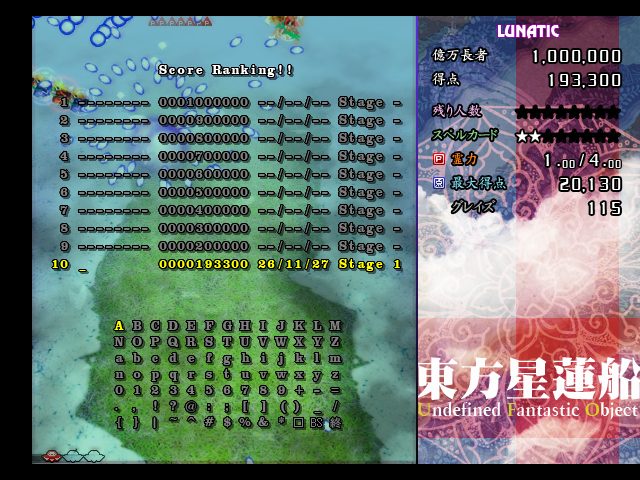 Score Ranking!!
1 -------- 0001000000 --/--/-- Stage -
2 -------- 0000900000 --/--/-- Stage -
3 -------- 0000800000 --/--/-- Stage -
4 -------- 0000700000 --/--/-- Stage -
5 -------- 0000600000 --/--/-- Stage -
6 -------- 0000500000 --/--/-- Stage -
7 -------- 0000400000 --/--/-- Stage -
8 -------- 0000300000 --/--/-- Stage -
9 -------- 0000200000 --/--/-- Stage -
10 _ 0000193300 26/11/27 Stage 1
A B C D E F G H I J K L M
N O P Q R S T U V W X Y Z
a b c d e f g h i j k l m
n o p q r s t u v w x y z
0 1 2 3 4 5 6 7 8 9 + - =
. , ! ? @ : ; [ ] ( ) _ /
{ } | ~ ^ # $ % & * □ BS 終
LUNATIC
億万長者 1,000,000
得点 193,300
残り人数
スペルカード
P 霊力 1.00/4.00
点 最大得点 20,130
グレイズ 115
東方星蓮船
Undefined Fantastic Object